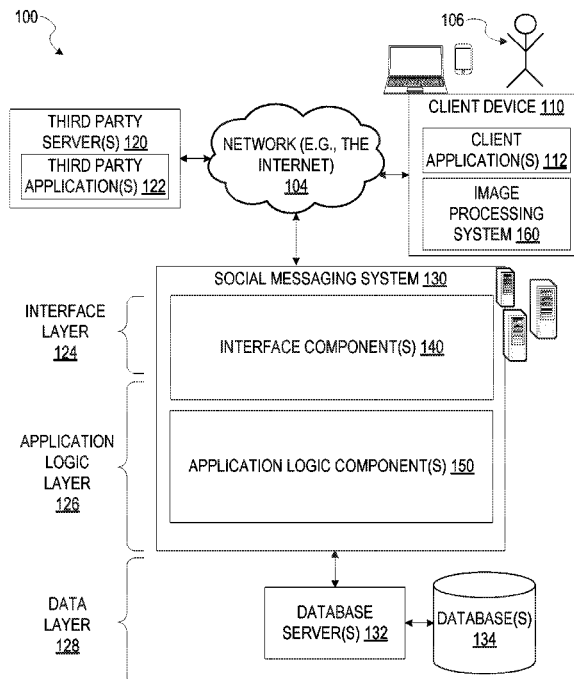 100
106
THIRD PARTY
SERVER(S) 120
THIRD PARTY
APPLICATION(S) 122
NETWORK (E.G., THE
INTERNET)
104
CLIENT DEVICE 110
CLIENT
APPLICATION(S) 112
IMAGE
PROCESSING
SYSTEM 160
SOCIAL MESSAGING SYSTEM 130
INTERFACE
LAYER
124
INTERFACE COMPONENT(S) 140
APPLICATION
LOGIC
LAYER
126
APPLICATION LOGIC COMPONENT(S) 150
DATA
LAYER
128
DATABASE
SERVER(S) 132
DATABASE(S)
134